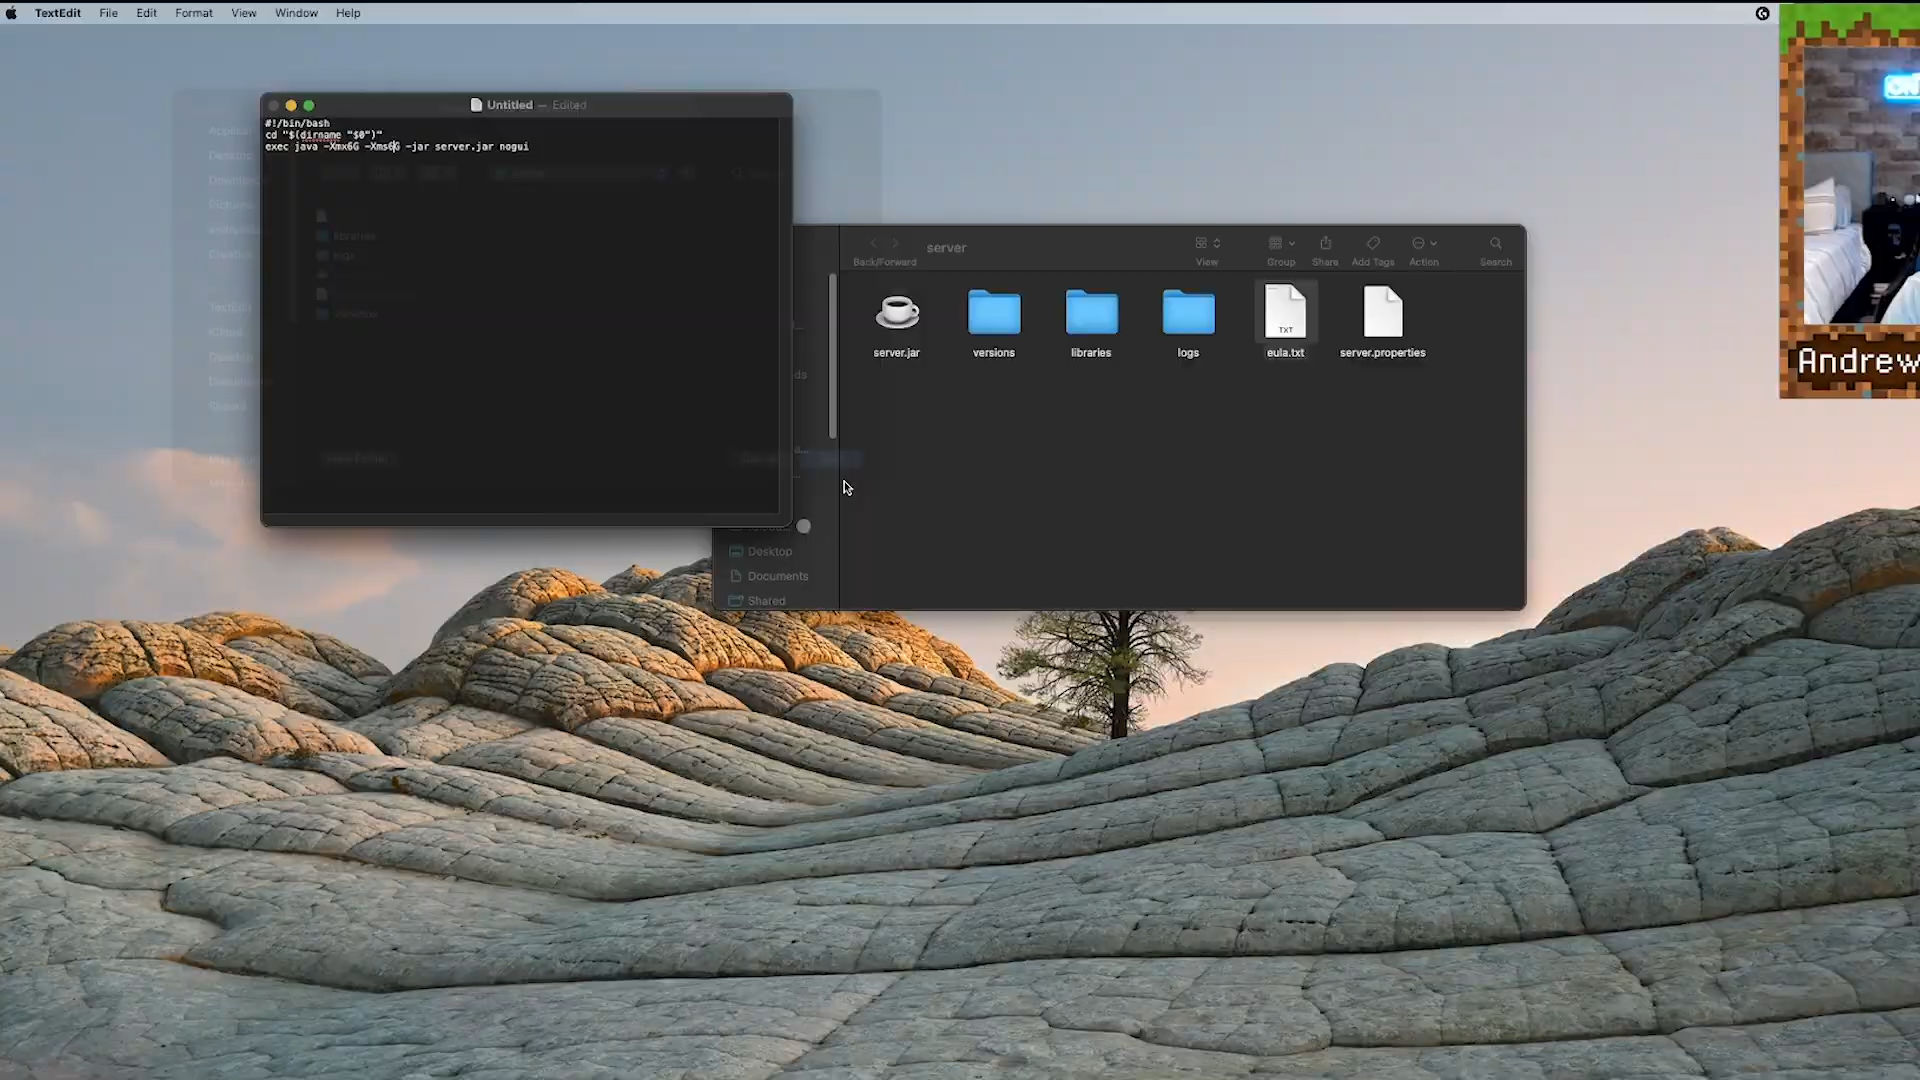 TextEdit File Edit Format View Window Help
Untitled — Edited
#!/bin/bash
cd "$(dirname "$0")"
exec java -Xmx6G -Xms6G -jar server.jar nogui
libraries
logs
server
Back/Forward
View
Group
Share
Add Tags
Action
Search
server.jar
versions
libraries
logs
TXT
eula.txt
server.properties
Desktop
Documents
Shared
Andrew